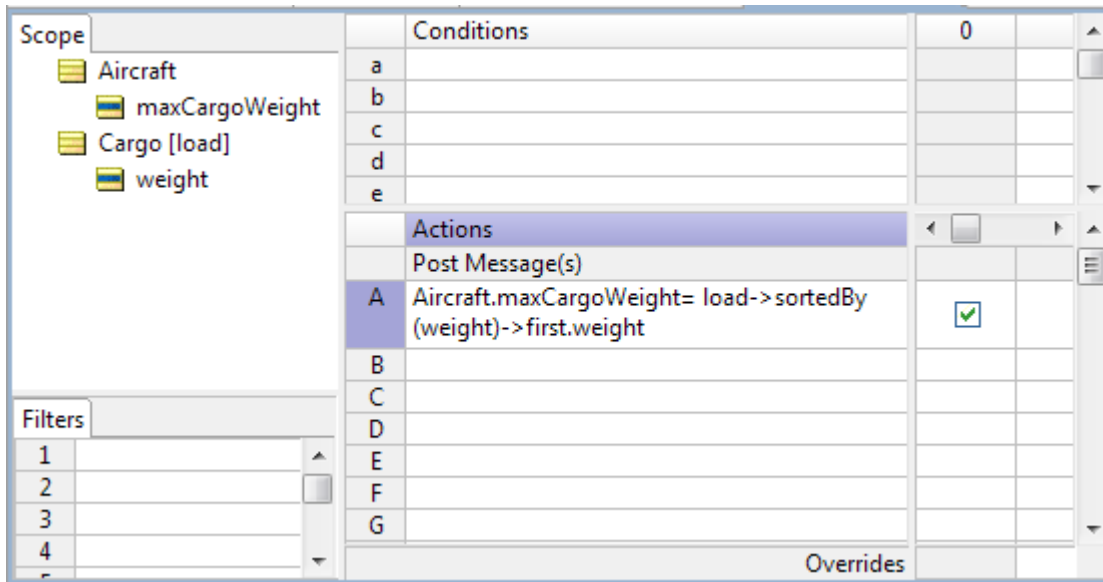 Scope
Aircraft
maxCargoWeight
Cargo [load]
weight
Filters
1
2
3
4
Conditions 0
a
b
c
d
e
Actions
Post Message(s)
A Aircraft.maxCargoWeight= load->sortedBy
(weight)->first.weight
B
C
D
E
F
G
Overrides